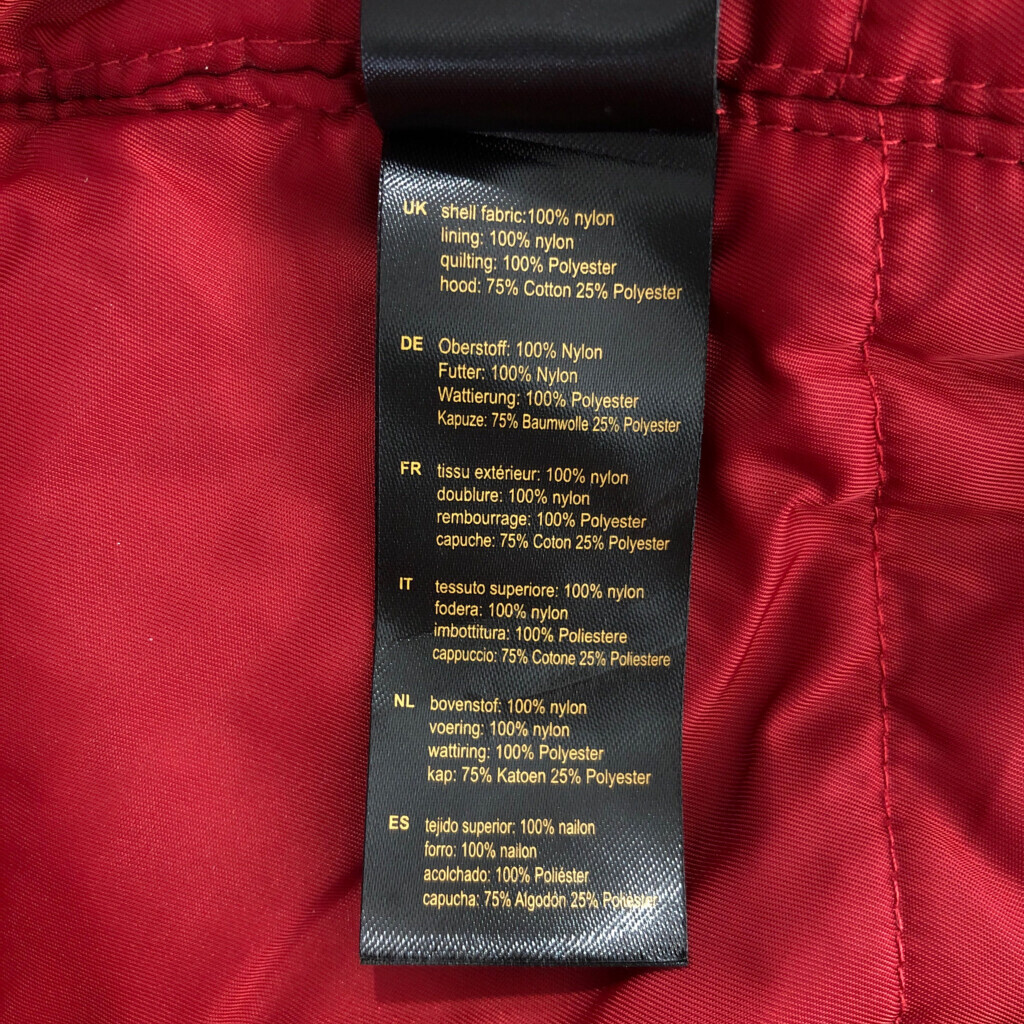 UK shell fabric:100% nylon
lining: 100% nylon
quilting: 100% Polyester
hood: 75% Cotton 25% Polyester
DE Oberstoff: 100% Nylon
Futter: 100% Nylon
Wattierung: 100% Polyester
Kapuze: 75% Baumwolle 25% Polyester
FR tissu extérieur: 100% nylon
doublure: 100% nylon
rembourrage: 100% Polyester
capuche: 75% Coton 25% Polyester
IT tessuto superiore: 100% nylon
fodera: 100% nylon
imbottitura: 100% Poliestere
cappuccio: 75% Cotone 25% Poliestere
NL bovenstof: 100% nylon
voering: 100% nylon
wattiring: 100% Polyester
kap: 75% Katoen 25% Polyester
ES tejido superior: 100% nailon
forro: 100% nailon
acolchado: 100% Poliéster
capucha: 75% Algodón 25% Poliéster